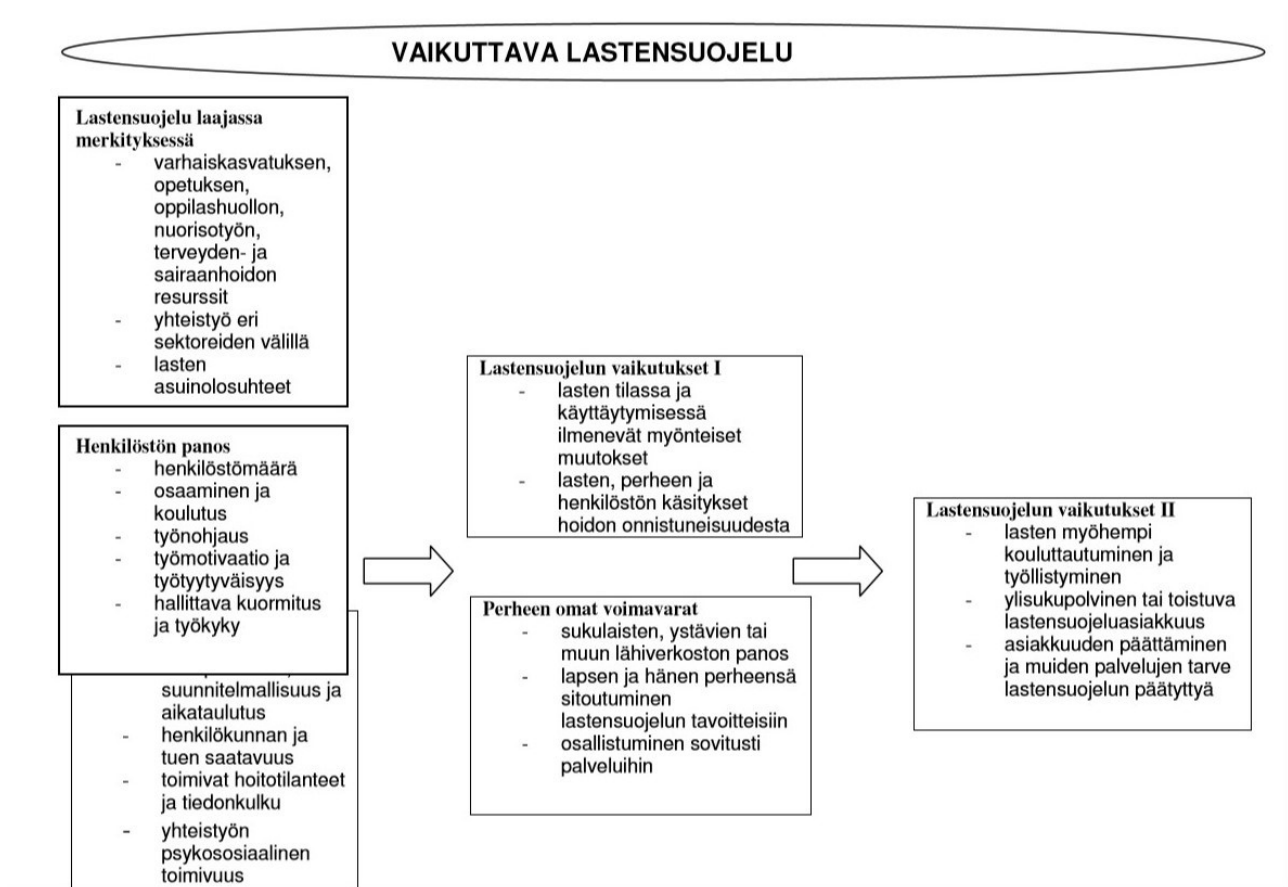 VAIKUTTAVA LASTENSUOJELU
Lastensuojelu laajassa
merkityksessä
- varhaiskasvatuksen,
opetuksen,
oppilashuollon,
nuorisotyön,
terveyden- ja
sairaanhoidon
resurssit
- yhteistyö eri
sektoreiden välillä
- lasten
asuinolosuhteet
Henkilöstön panos
- henkilöstömäärä
- osaaminen ja
koulutus
- työnohjaus
- työmotivaatio ja
työtyytyväisyys
- hallittava kuormitus
ja työkyky
suunnitelmallisuus ja
aikataulutus
- henkilökunnan ja
tuen saatavuus
- toimivat hoitotilanteet
ja tiedonkulku
- yhteistyön
psykososiaalinen
toimivuus
Lastensuojelun vaikutukset I
- lasten tilassa ja
käyttäytymisessä
ilmenevät myönteiset
muutokset
- lasten, perheen ja
henkilöstön käsitykset
hoidon onnistuneisuudesta
Perheen omat voimavarat
- sukulaisten, ystävien tai
muun lähiverkoston panos
- lapsen ja hänen perheensä
sitoutuminen
lastensuojelun tavoitteisiin
- osallistuminen sovitusti
palveluihin
Lastensuojelun vaikutukset II
- lasten myöhempi
kouluttautuminen ja
työllistyminen
- ylisukupolvinen tai toistuva
lastensuojeluasiakkuus
- asiakkuuden päättäminen
ja muiden palvelujen tarve
lastensuojelun päätyttyä